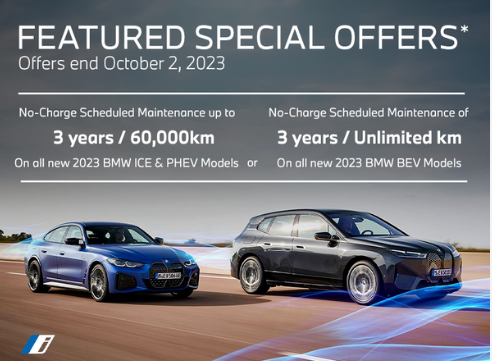 FEATURED SPECIAL OFFERS*
Offers end October 2, 2023
No-Charge Scheduled Maintenance up to
3 years / 60,000km
On all new 2023 BMW ICE & PHEV Models
or
No-Charge Scheduled Maintenance of
3 years / Unlimited km
On all new 2023 BMW BEV Models
i